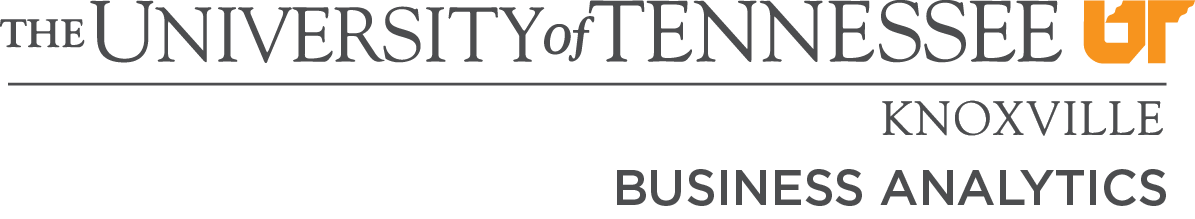 THE UNIVERSITY of TENNESSEE UT
KNOXVILLE
BUSINESS ANALYTICS